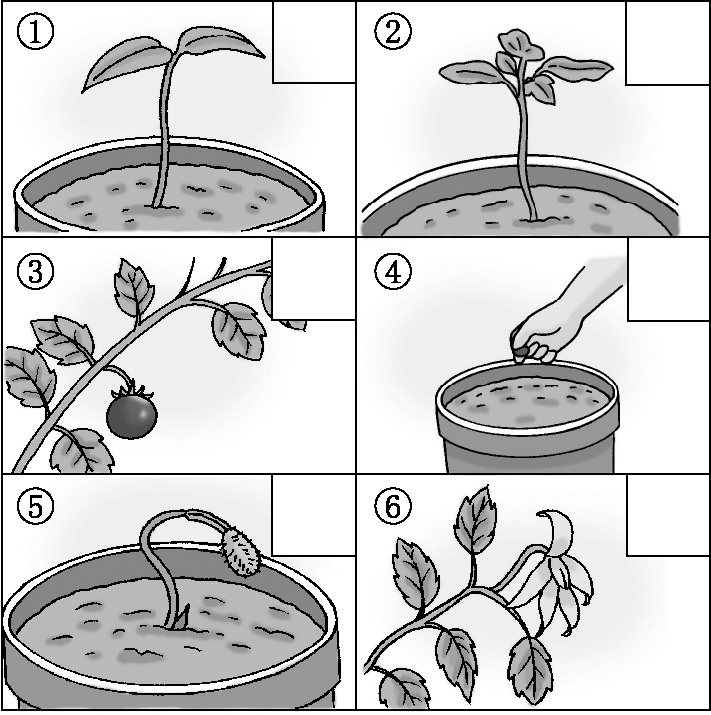 ① ②
③ ④
⑤ ⑥